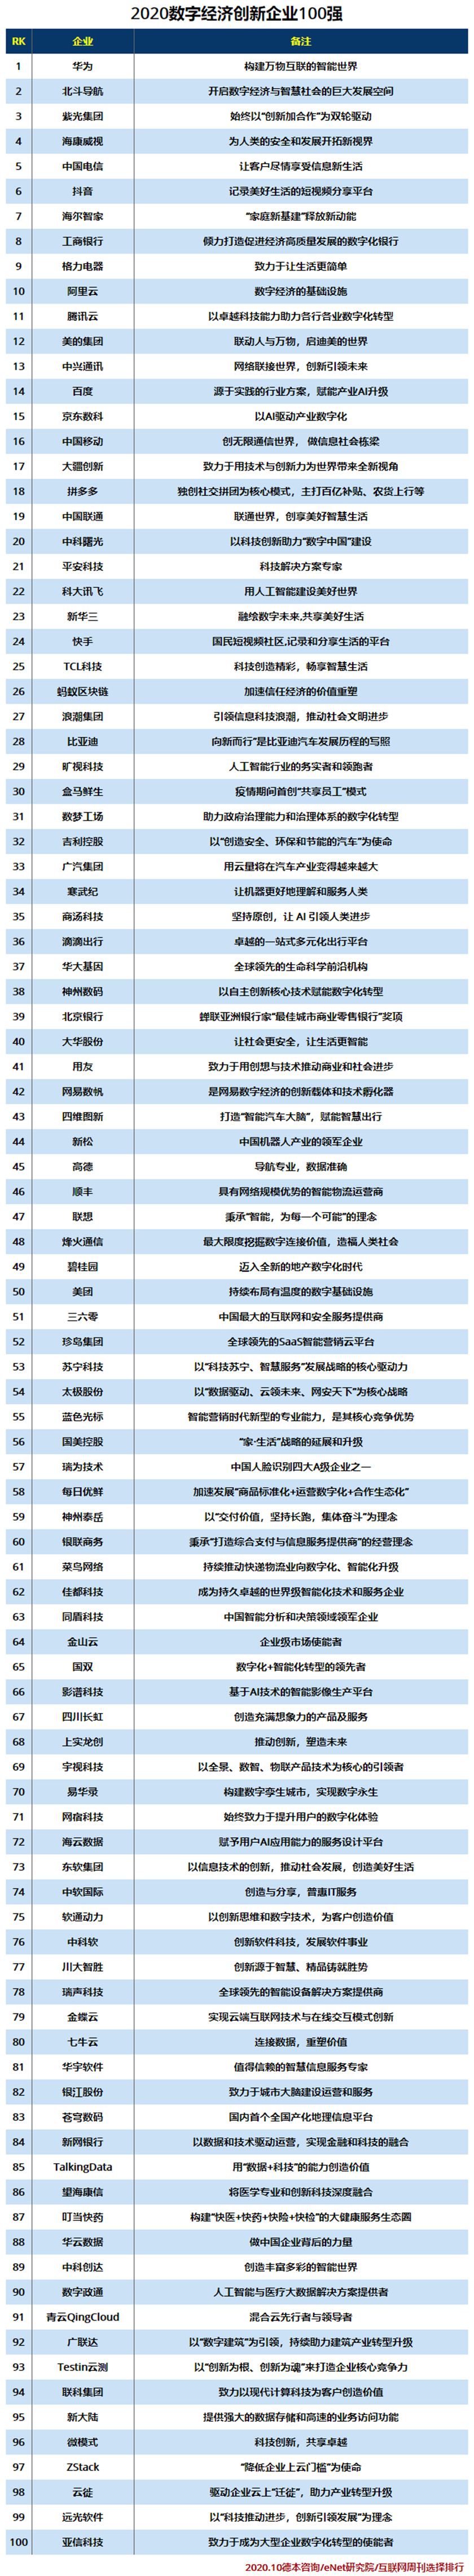 2020数字经济创新企业100强
RK 企业 备注
1 华为 构建万物互联的智能世界
2 北斗导航 开启数字经济与智慧社会的巨大发展空间
3 紫光集团 始终以“创新加合作”为双轮驱动
4 海康威视 为人类的安全和发展开拓新视界
5 中国电信 让客户尽情享受信息新生活
6 抖音 记录美好生活的短视频分享平台
7 海尔智家 “家庭新基建”释放新动能
8 工商银行 倾力打造促进经济高质量发展的数字化银行
9 格力电器 致力于让生活更简单
10 阿里云 数字经济的基础设施
11 腾讯云 以卓越科技能力助力各行各业数字化转型
12 美的集团 联动人与万物，启迪美的世界
13 中兴通讯 网络联接世界，创新引领未来
14 百度 源于实践的行业方案，赋能产业AI升级
15 京东数科 以AI驱动产业数字化
16 中国移动 创无限通信世界， 做信息社会栋梁
17 大疆创新 致力于用技术与创新力为世界带来全新视角
18 拼多多 独创社交拼团为核心模式，主打百亿补贴、农货上行等
19 中国联通 联通世界，创享美好智慧生活
20 中科曙光 以科技创新助力“数字中国”建设
21 平安科技 科技解决方案专家
22 科大讯飞 用人工智能建设美好世界
23 新华三 融绘数字未来,共享美好生活
24 快手 国民短视频社区,记录和分享生活的平台
25 TCL科技 科技创造精彩，畅享智慧生活
26 蚂蚁区块链 加速信任经济的价值重塑
27 浪潮集团 引领信息科技浪潮，推动社会文明进步
28 比亚迪 向新而行”是比亚迪汽车发展历程的写照
29 旷视科技 人工智能行业的务实者和领跑者
30 盒马鲜生 疫情期间首创“共享员工”模式
31 数梦工场 助力政府治理能力和治理体系的数字化转型
32 吉利控股 以“创造安全、环保和节能的汽车”为使命
33 广汽集团 用云量将在汽车产业变得越来越大
34 寒武纪 让机器更好地理解和服务人类
35 商汤科技 坚持原创，让 AI 引领人类进步
36 滴滴出行 卓越的一站式多元化出行平台
37 华大基因 全球领先的生命科学前沿机构
38 神州数码 以自主创新核心技术赋能数字化转型
39 北京银行 蝉联亚洲银行家“最佳城市商业零售银行”奖项
40 大华股份 让社会更安全，让生活更智能
41 用友 致力于用创想与技术推动商业和社会进步
42 网易数帆 是网易数字经济的创新载体和技术孵化器
43 四维图新 打造“智能汽车大脑”，赋能智慧出行
44 新松 中国机器人产业的领军企业
45 高德 导航专业，数据准确
46 顺丰 具有网络规模优势的智能物流运营商
47 联想 秉承“智能，为每一个可能”的理念
48 烽火通信 最大限度挖掘数字连接价值，造福人类社会
49 碧桂园 迈入全新的地产数字化时代
50 美团 持续布局有温度的数字基础设施
51 三六零 中国最大的互联网和安全服务提供商
52 珍岛集团 全球领先的SaaS智能营销云平台
53 苏宁科技 以“科技苏宁、智慧服务”发展战略的核心驱动力
54 太极股份 以“数据驱动、云领未来、网安天下”为核心战略
55 蓝色光标 智能营销时代新型的专业能力，是其核心竞争优势
56 国美控股 “家·生活”战略的延展和升级
57 瑞为技术 中国人脸识别四大A级企业之一
58 每日优鲜 加速发展“商品标准化+运营数字化+合作生态化”
59 神州泰岳 以“交付价值，坚持长跑，集体奋斗”为理念
60 银联商务 秉承“打造综合支付与信息服务提供商”的经营理念
61 菜鸟网络 持续推动快递物流业向数字化、智能化升级
62 佳都科技 成为持久卓越的世界级智能化技术和服务企业
63 同盾科技 中国智能分析和决策领域领军企业
64 金山云 企业级市场使能者
65 国双 数字化+智能化转型的领先者
66 影谱科技 基于AI技术的智能影像生产平台
67 四川长虹 创造充满想象力的产品及服务
68 上实龙创 推动创新，塑造未来
69 宇视科技 以全景、数智、物联产品技术为核心的引领者
70 易华录 构建数字孪生城市，实现数字永生
71 网宿科技 始终致力于提升用户的数字化体验
72 海云数据 赋予用户AI应用能力的服务设计平台
73 东软集团 以信息技术的创新，推动社会发展，创造美好生活
74 中软国际 创造与分享，普惠IT服务
75 软通动力 以创新思维和数字技术，为客户创造价值
76 中科软 创新软件科技，发展软件事业
77 川大智胜 创新源于智慧、精品铸就胜势
78 瑞声科技 全球领先的智能设备解决方案提供商
79 金蝶云 实现云端互联网技术与在线交互模式创新
80 七牛云 连接数据，重塑价值
81 华宇软件 值得信赖的智慧信息服务专家
82 银江股份 致力于城市大脑建设运营和服务
83 苍穹数码 国内首个全国产化地理信息平台
84 新网银行 以数据和技术驱动运营，实现金融和科技的融合
85 TalkingData 用“数据+科技”的能力创造价值
86 望海康信 将医学专业和创新科技深度融合
87 叮当快药 构建“快医+快药+快险+快检”的大健康服务生态圈
88 华云数据 做中国企业背后的力量
89 中科创达 创造丰富多彩的智能世界
90 数字政通 人工智能与医疗大数据解决方案提供者
91 青云QingCloud 混合云先行者与领导者
92 广联达 以“数字建筑”为引领，持续助力建筑产业转型升级
93 Testin云测 以“创新为根、创新为魂”来打造企业核心竞争力
94 联科集团 致力以现代计算科技为客户创造价值
95 新大陆 提供强大的数据存储和高速的业务访问功能
96 微模式 科技创新，共享卓越
97 ZStack “降低企业上云门槛”为使命
98 云徙 驱动企业云上“迁徙”，助力产业转型升级
99 远光软件 以“科技推动进步，创新引领发展”为理念
100 亚信科技 致力于成为大型企业数字化转型的使能者
2020.10德本咨询/eNet研究院/互联网周刊选择排行